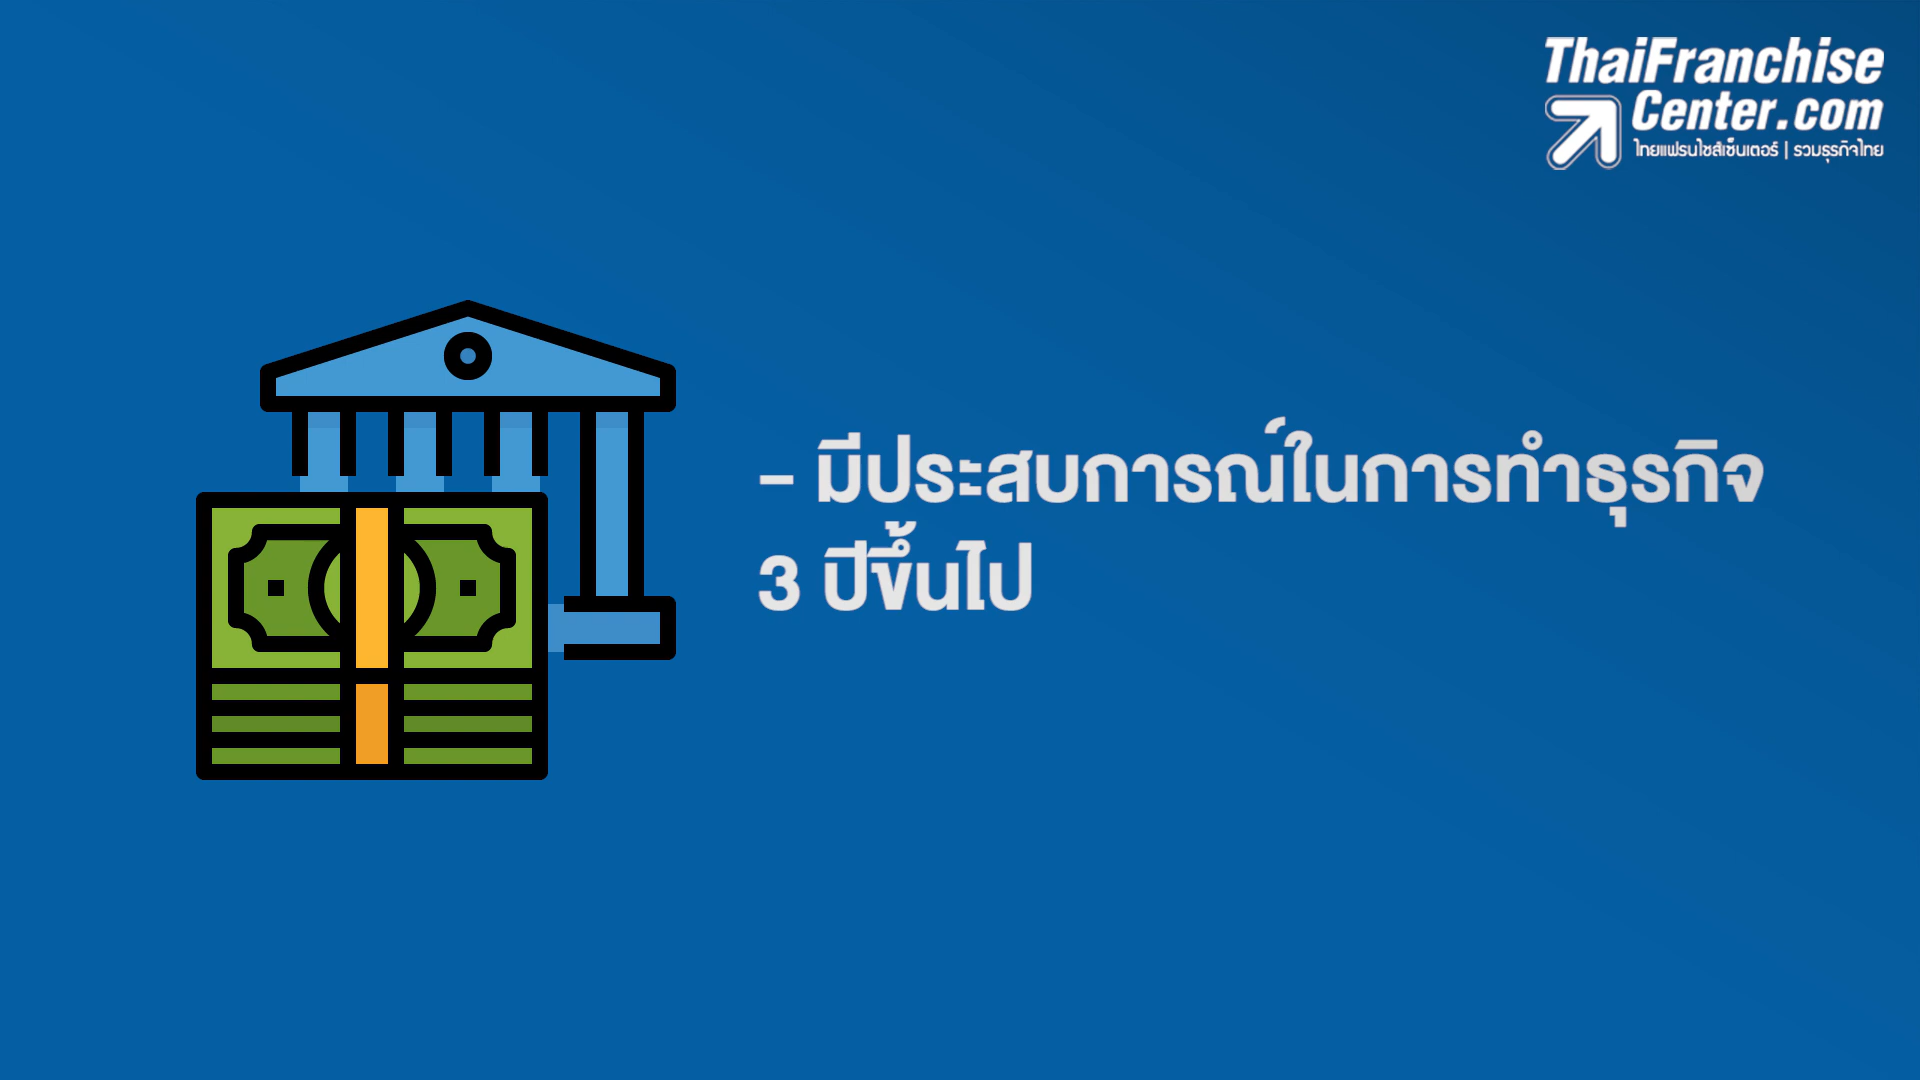 ThaiFranchise
Center.com
ไทยแฟรนไชส์เซ็นเตอร์ | รวมธุรกิจไทย
- มีประสบการณ์ในการทำธุรกิจ
3 ปีขึ้นไป